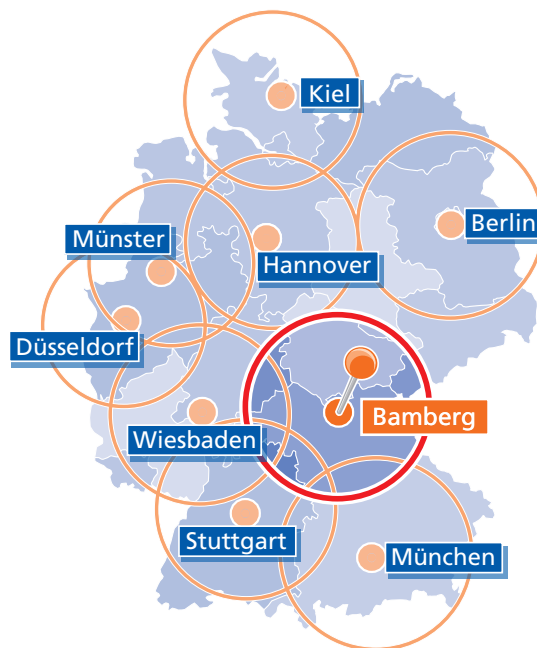 Kiel
Berlin
Münster
Hannover
Düsseldorf
Bamberg
Wiesbaden
Stuttgart
München